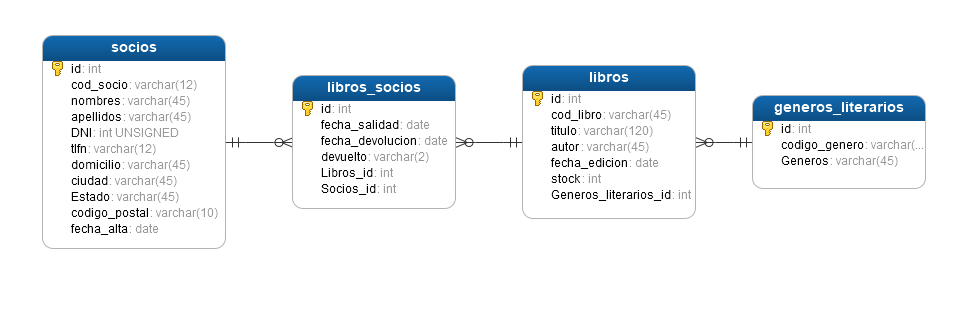 socios
id: int
cod_socio: varchar(12)
nombres: varchar(45)
apellidos: varchar(45)
DNI: int UNSIGNED
tlfn: varchar(12)
domicilio: varchar(45)
ciudad: varchar(45)
Estado: varchar(45)
codigo_postal: varchar(10)
fecha_alta: date
libros_socios
id: int
fecha_salidad: date
fecha_devolucion: date
devuelto: varchar(2)
Libros_id: int
Socios_id: int
libros
id: int
cod_libro: varchar(45)
titulo: varchar(120)
autor: varchar(45)
fecha_edicion: date
stock: int
Generos_literarios_id: int
generos_literarios
id: int
codigo_genero: varchar(...
Generos: varchar(45)